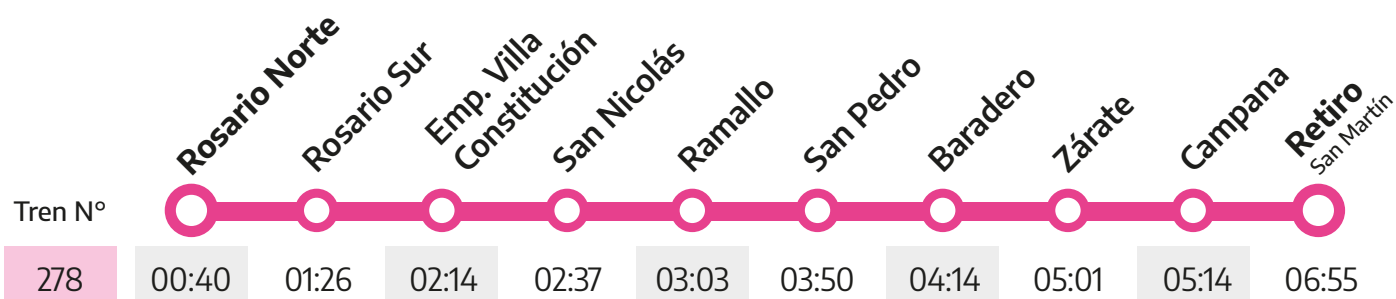 Rosario Norte
Rosario Sur
Emp. Villa
Constitución
San Nicolás
Ramallo
San Pedro
Baradero
Zárate
Campana
Retiro
San Martín
Tren N°
278 00:40 01:26 02:14 02:37 03:03 03:50 04:14 05:01 05:14 06:55